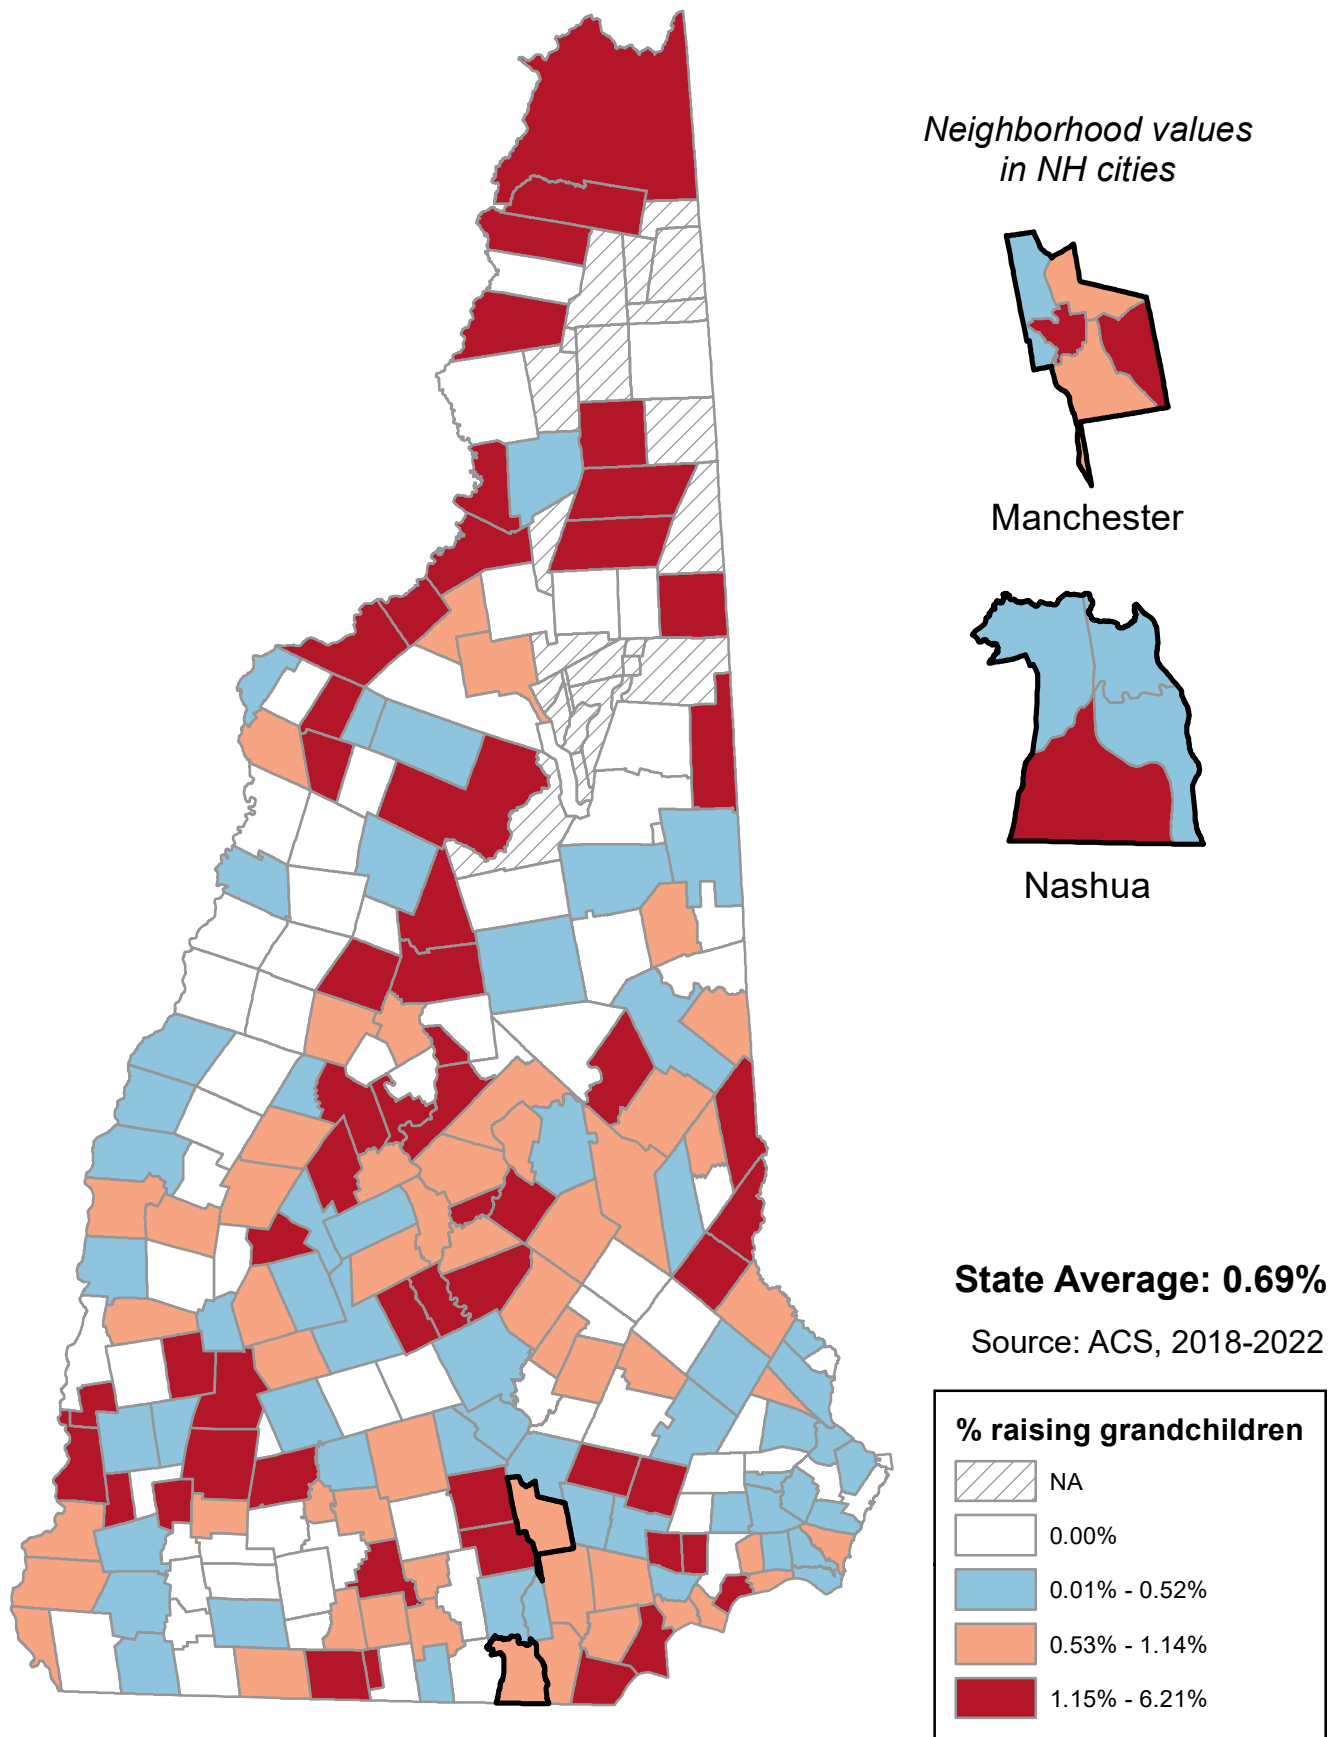 Neighborhood values
in NH cities
Manchester
Nashua
State Average: 0.69%
Source: ACS, 2018-2022
% raising grandchildren
NA
0.00%
0.01% - 0.52%
0.53% - 1.14%
1.15% - 6.21%